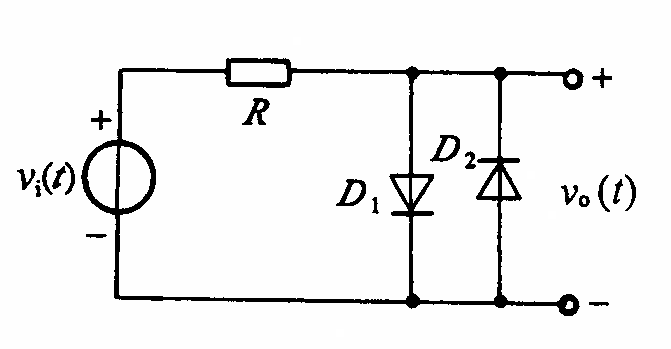 R
+
+
D₂
vᵢ(t)
D₁
vₒ(t)
−
−